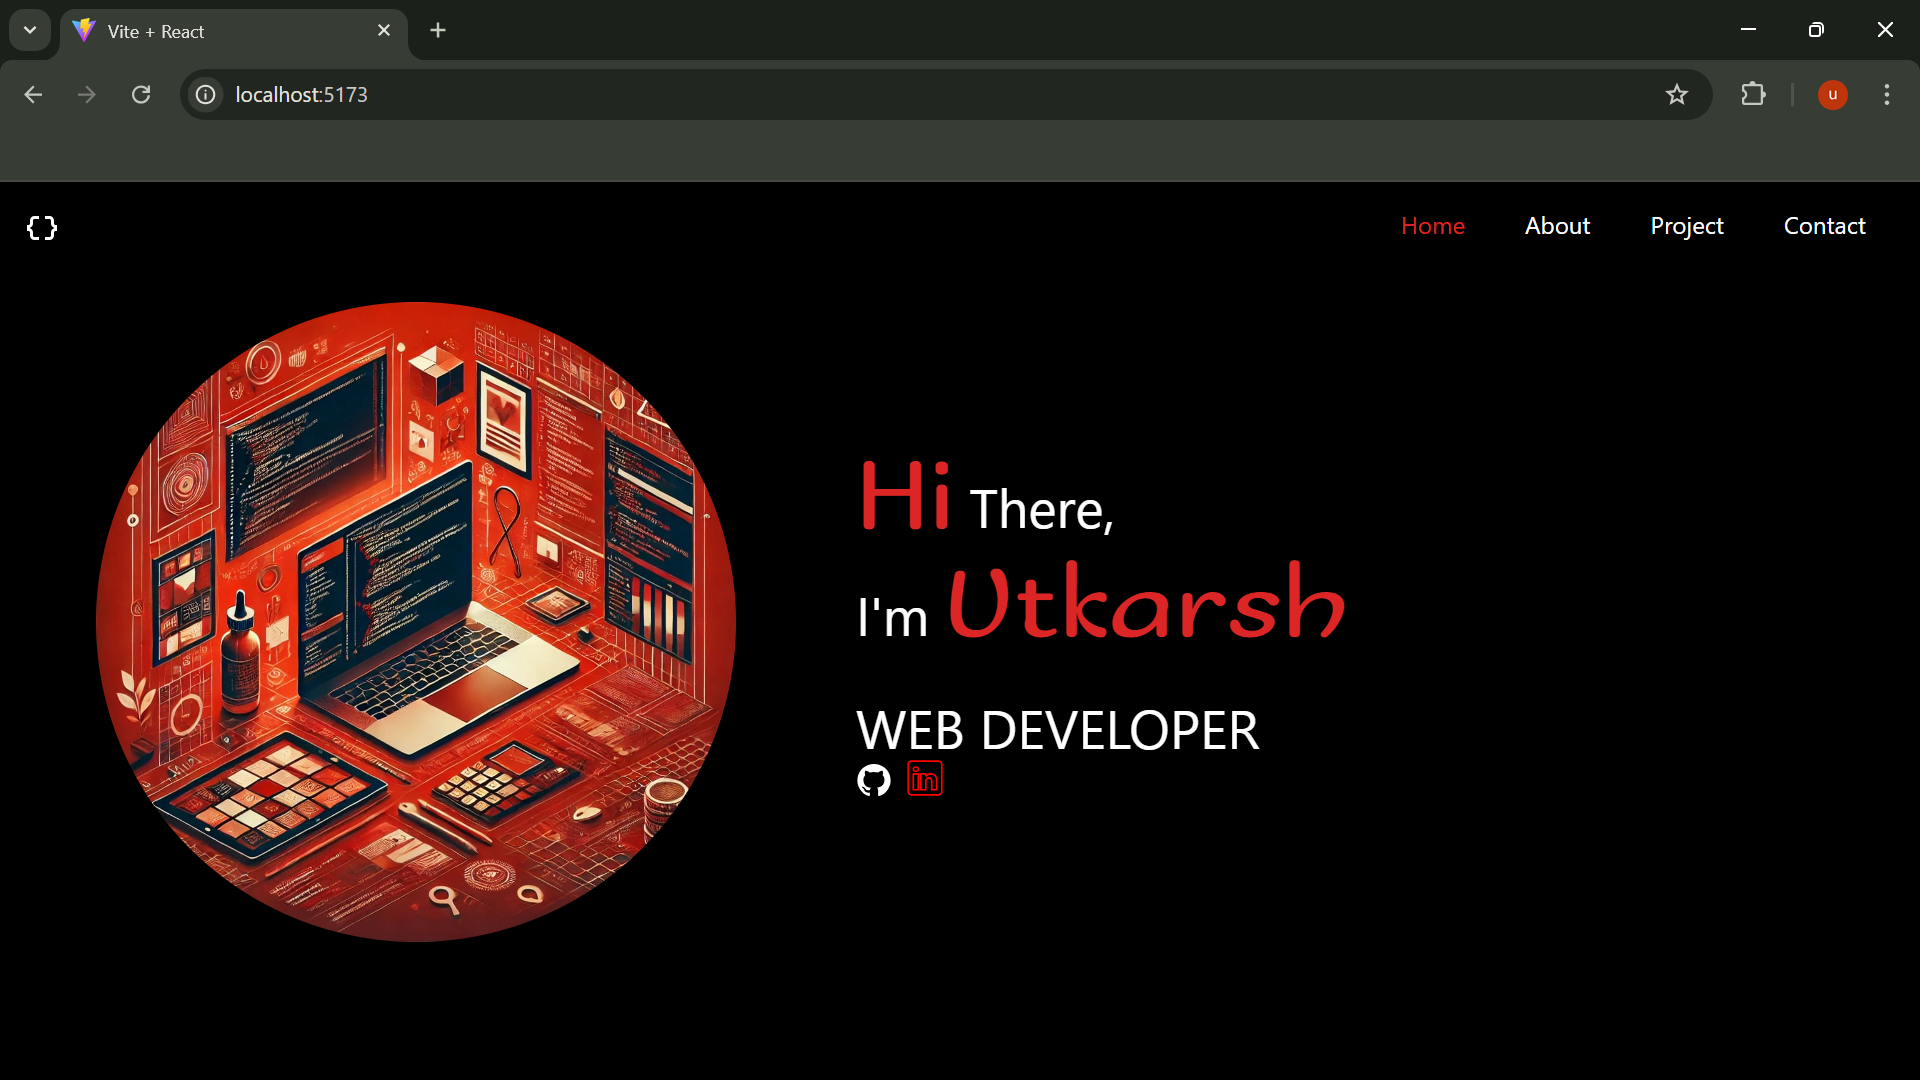 Vite + React
localhost:5173
u
{ }
Home About Project Contact
Hi There,
I'm Utkarsh
WEB DEVELOPER
in